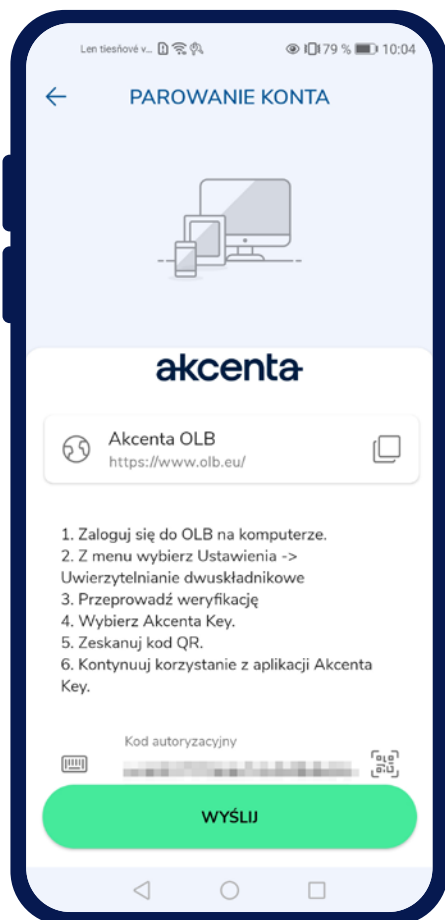 Len tiesňové v... 79 % 10:04
PAROWANIE KONTA
akcenta
Akcenta OLB
https://www.olb.eu/
1. Zaloguj się do OLB na komputerze.
2. Z menu wybierz Ustawienia ->
Uwierzytelnianie dwuskładnikowe
3. Przeprowadź weryfikację
4. Wybierz Akcenta Key.
5. Zeskanuj kod QR.
6. Kontynuuj korzystanie z aplikacji Akcenta
Key.
Kod autoryzacyjny
WYŚLIJ